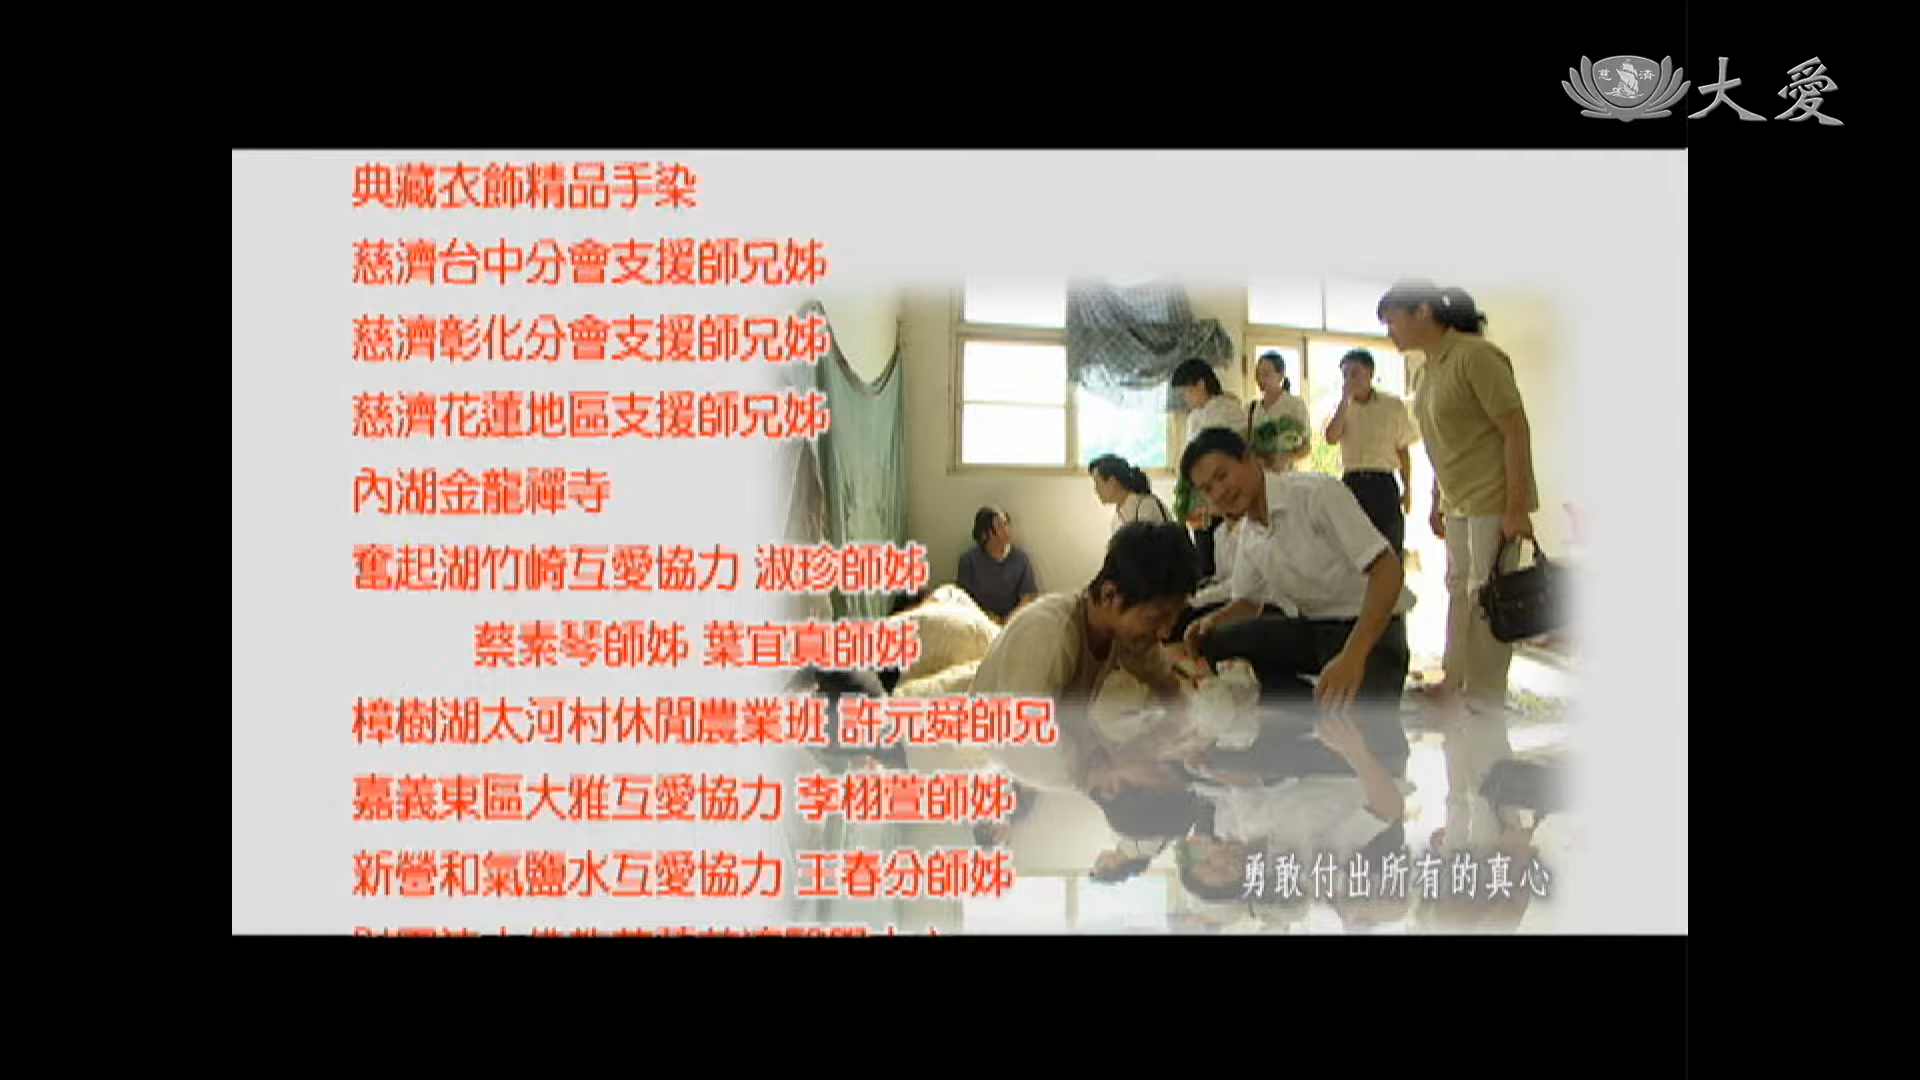 慈濟
大愛
典藏衣飾精品手染
慈濟台中分會支援師兄姊
慈濟彰化分會支援師兄姊
慈濟花蓮地區支援師兄姊
內湖金龍禪寺
奮起湖竹崎互愛協力 淑珍師姊
蔡素琴師姊 葉宜真師姊
樟樹湖太河村休閒農業班 許元舜師兄
嘉義東區大雅互愛協力 李栩萱師姊
新營和氣鹽水互愛協力 王春分師姊
勇敢付出所有的真心